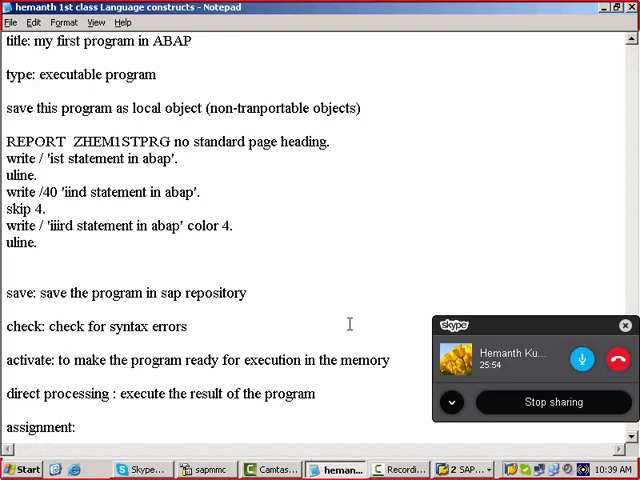 hemanth 1st class Language constructs - Notepad
File Edit Format View Help
title: my first program in ABAP
type: executable program
save this program as local object (non-tranportable objects)
REPORT ZHEM1STPRG no standard page heading.
write / 'ist statement in abap'.
uline.
write /40 'iind statement in abap'.
skip 4.
write / 'iiird statement in abap' color 4.
uline.
save: save the program in sap repository
check: check for syntax errors
activate: to make the program ready for execution in the memory
direct processing : execute the result of the program
assignment:
skype
Hemanth Ku...
25:54
Stop sharing
Start Skype... sapmmc Camtas... heman... Recordi... 2 SAP... 10:39 AM